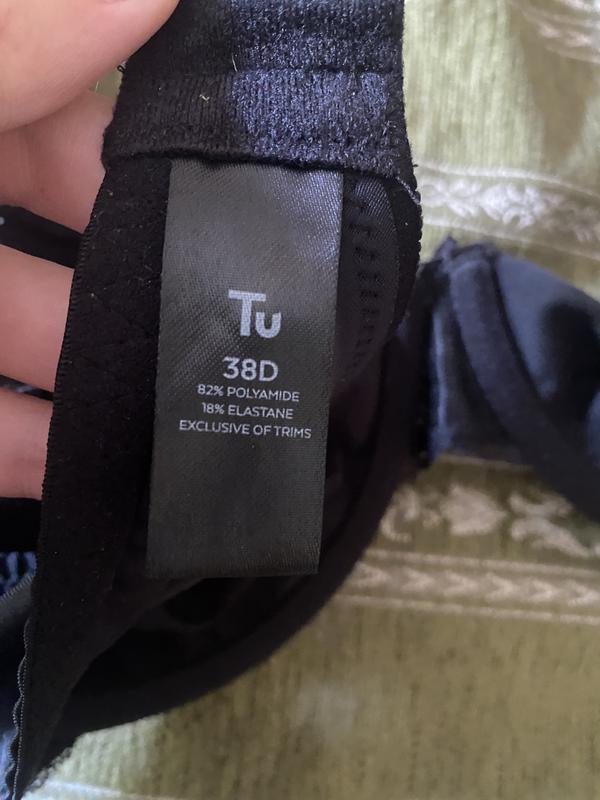 Tu
38D
82% POLYAMIDE
18% ELASTANE
EXCLUSIVE OF TRIMS